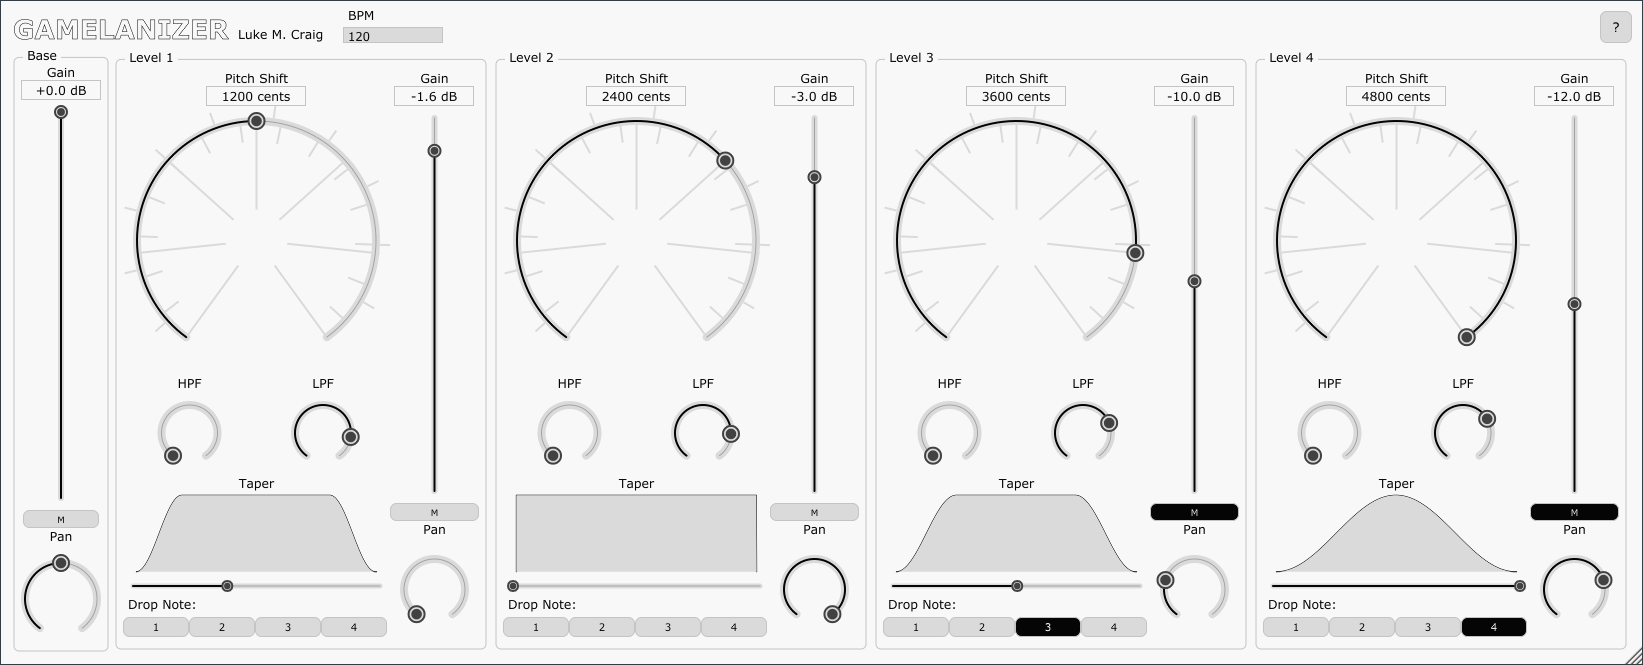 GAMELANIZER Luke M. Craig
BPM
120
?
Base
Gain
+0.0 dB
M
Pan
Level 1
Pitch Shift
1200 cents
Gain
-1.6 dB
HPF
LPF
Taper
M
Pan
Drop Note:
1 2 3 4
Level 2
Pitch Shift
2400 cents
Gain
-3.0 dB
HPF
LPF
Taper
M
Pan
Drop Note:
1 2 3 4
Level 3
Pitch Shift
3600 cents
Gain
-10.0 dB
HPF
LPF
Taper
M
Pan
Drop Note:
1 2 3 4
Level 4
Pitch Shift
4800 cents
Gain
-12.0 dB
HPF
LPF
Taper
M
Pan
Drop Note:
1 2 3 4